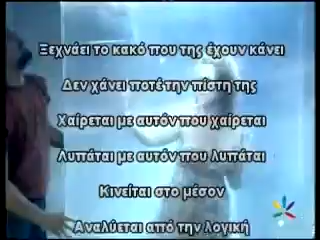 Ξεχνάει το κακό που της έχουν κάνει
Δεν χάνει ποτέ την πίστη της
Χαίρεται με αυτόν που χαίρεται
Λυπάται με αυτόν που λυπάται
Κινείται στο μέσον
Αναλύεται από την λογική